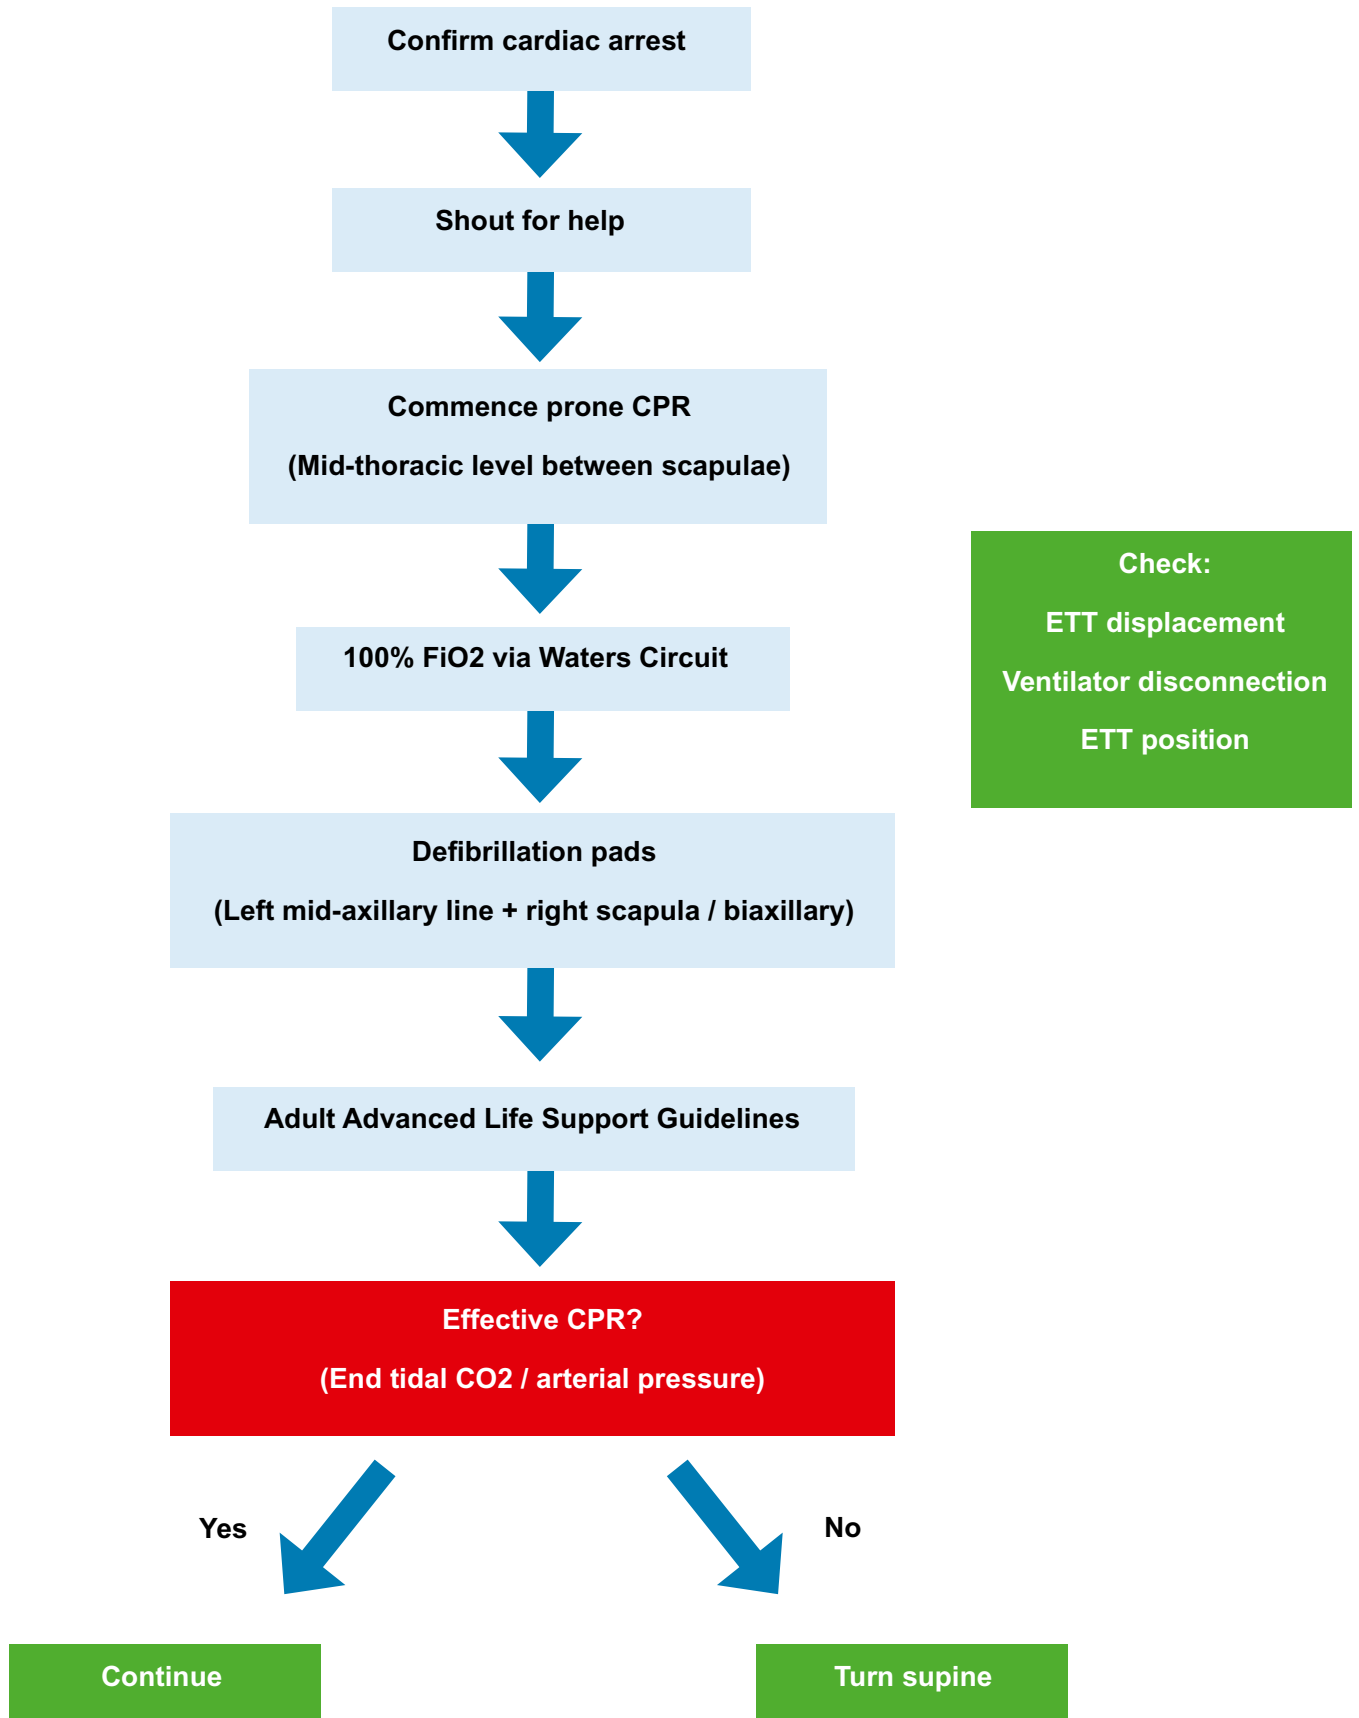 Confirm cardiac arrest
Shout for help
Commence prone CPR
(Mid-thoracic level between scapulae)
100% FiO2 via Waters Circuit
Check:
ETT displacement
Ventilator disconnection
ETT position
Defibrillation pads
(Left mid-axillary line + right scapula / biaxillary)
Adult Advanced Life Support Guidelines
Effective CPR?
(End tidal CO2 / arterial pressure)
Yes
No
Continue
Turn supine